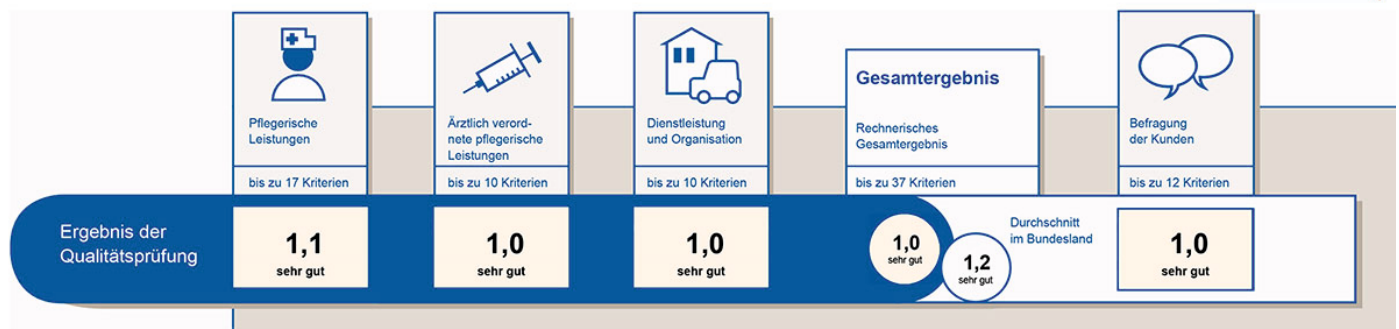 Pflegerische
Leistungen
bis zu 17 Kriterien
Ärztlich verord-
nete pflegerische
Leistungen
bis zu 10 Kriterien
Dienstleistung
und Organisation
bis zu 10 Kriterien
Gesamtergebnis
Rechnerisches
Gesamtergebnis
bis zu 37 Kriterien
Befragung
der Kunden
bis zu 12 Kriterien
Ergebnis der
Qualitätsprüfung
1,1
sehr gut
1,0
sehr gut
1,0
sehr gut
1,0
sehr gut
1,2
sehr gut
Durchschnitt
im Bundesland
1,0
sehr gut